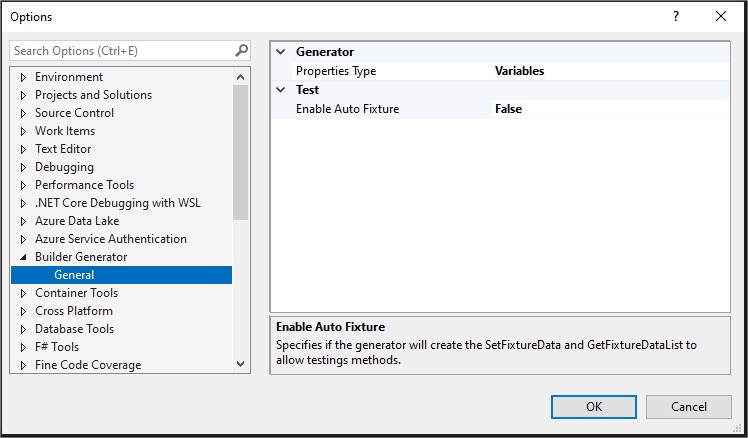 Options
?
Search Options (Ctrl+E)
Environment
Projects and Solutions
Source Control
Work Items
Text Editor
Debugging
Performance Tools
.NET Core Debugging with WSL
Azure Data Lake
Azure Service Authentication
Builder Generator
General
Container Tools
Cross Platform
Database Tools
F# Tools
Fine Code Coverage
Generator
Properties Type Variables
Test
Enable Auto Fixture False
Enable Auto Fixture
Specifies if the generator will create the SetFixtureData and GetFixtureDataList to
allow testings methods.
OK Cancel